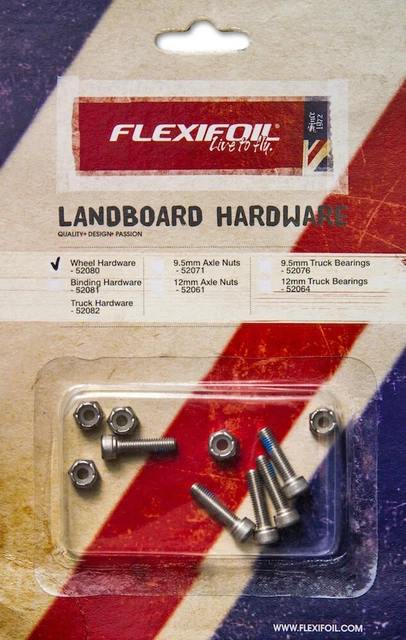 FLEXIFOIL®
Live to fly.
Since 1972
LANDBOARD HARDWARE
QUALITY+ DESIGN+ PASSION
✓ Wheel Hardware
- 52080
Binding Hardware
- 52081
Truck Hardware
- 52082
9.5mm Axle Nuts
- 52071
12mm Axle Nuts
- 52061
9.5mm Truck Bearings
- 52076
12mm Truck Bearings
- 52064
WWW.FLEXIFOIL.COM